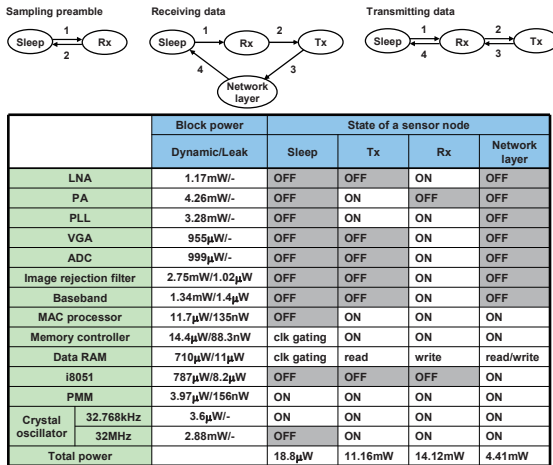 Sampling preamble
Receiving data
Transmitting data
Sleep 1 2 Rx
Sleep 1 Rx 2 Tx 3 4 Network layer
Sleep 1 4 Rx 2 3 Tx
Block power State of a sensor node
Dynamic/Leak Sleep Tx Rx Network layer
LNA 1.17mW/- OFF OFF ON OFF
PA 4.26mW/- OFF ON OFF OFF
PLL 3.28mW/- OFF ON ON OFF
VGA 955μW/- OFF OFF ON OFF
ADC 999μW/- OFF OFF ON OFF
Image rejection filter 2.75mW/1.02μW OFF OFF ON OFF
Baseband 1.34mW/1.4μW OFF OFF ON OFF
MAC processor 11.7μW/135nW OFF ON ON ON
Memory controller 14.4μW/88.3nW clk gating ON ON ON
Data RAM 710μW/11μW clk gating read write read/write
i8051 787μW/8.2μW OFF OFF OFF ON
PMM 3.97μW/156nW ON ON ON ON
Crystal oscillator 32.768kHz 3.6μW/- ON ON ON ON
32MHz 2.88mW/- OFF ON ON ON
Total power 18.8μW 11.16mW 14.12mW 4.41mW